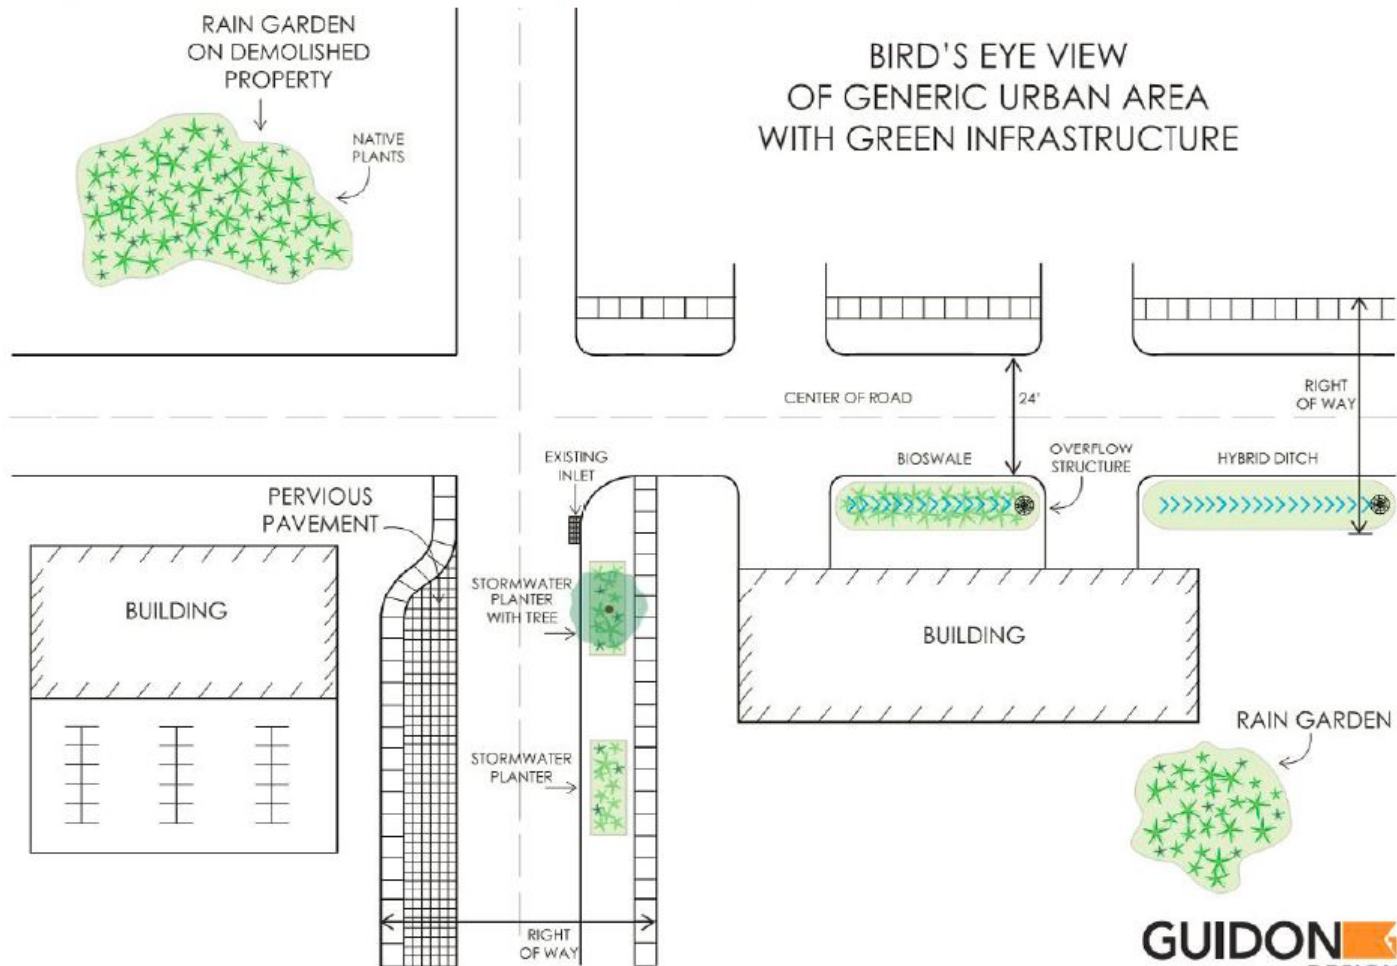 RAIN GARDEN
ON DEMOLISHED
PROPERTY
NATIVE
PLANTS
BIRD'S EYE VIEW
OF GENERIC URBAN AREA
WITH GREEN INFRASTRUCTURE
CENTER OF ROAD
24'
RIGHT
OF WAY
EXISTING
INLET
BIOSWALE
OVERFLOW
STRUCTURE
HYBRID DITCH
PERVIOUS
PAVEMENT
STORMWATER
PLANTER
WITH TREE
BUILDING
BUILDING
RAIN GARDEN
STORMWATER
PLANTER
RIGHT
OF WAY
GUIDON